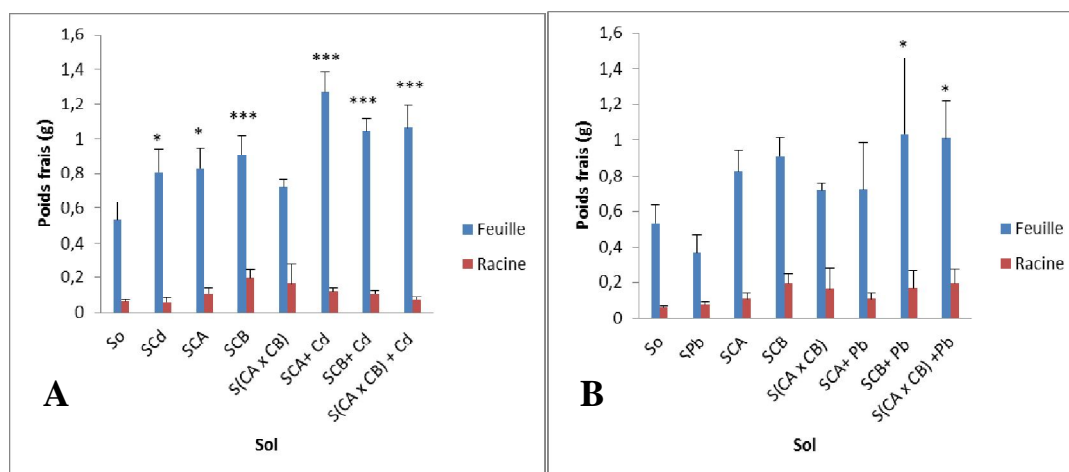 1,6
1,4
1,2
1
0,8
0,6
0,4
0,2
0
Poids frais (g)
*
*
***
***
***
***
So
SCd
SCA
SCB
S(CA x CB)
SCA+ Cd
SCB+ Cd
S(CA x CB) + Cd
Sol
Feuille
Racine
A
1,6
1,4
1,2
1
0,8
0,6
0,4
0,2
0
Poids frais (g)
*
*
So
SPb
SCA
SCB
S(CA x CB)
SCA+ Pb
SCB+ Pb
S(CA x CB) +Pb
Sol
Feuille
Racine
B